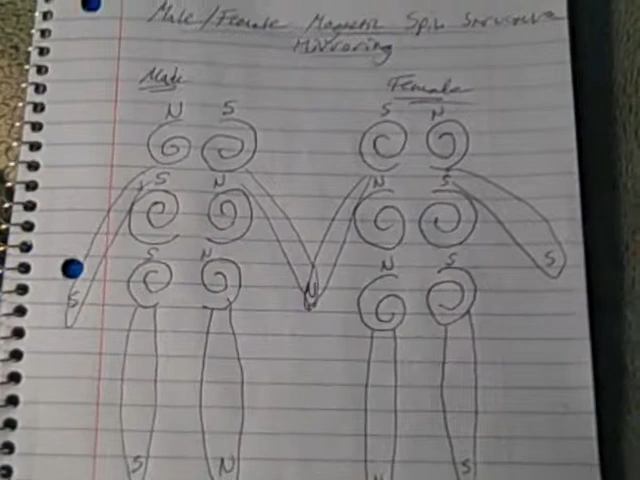 Male/Female Magnetic Spin Structure
Mirroring
Male
Female
N S
S N
S N
N S
S N
N S
S
N
S
S N
N S